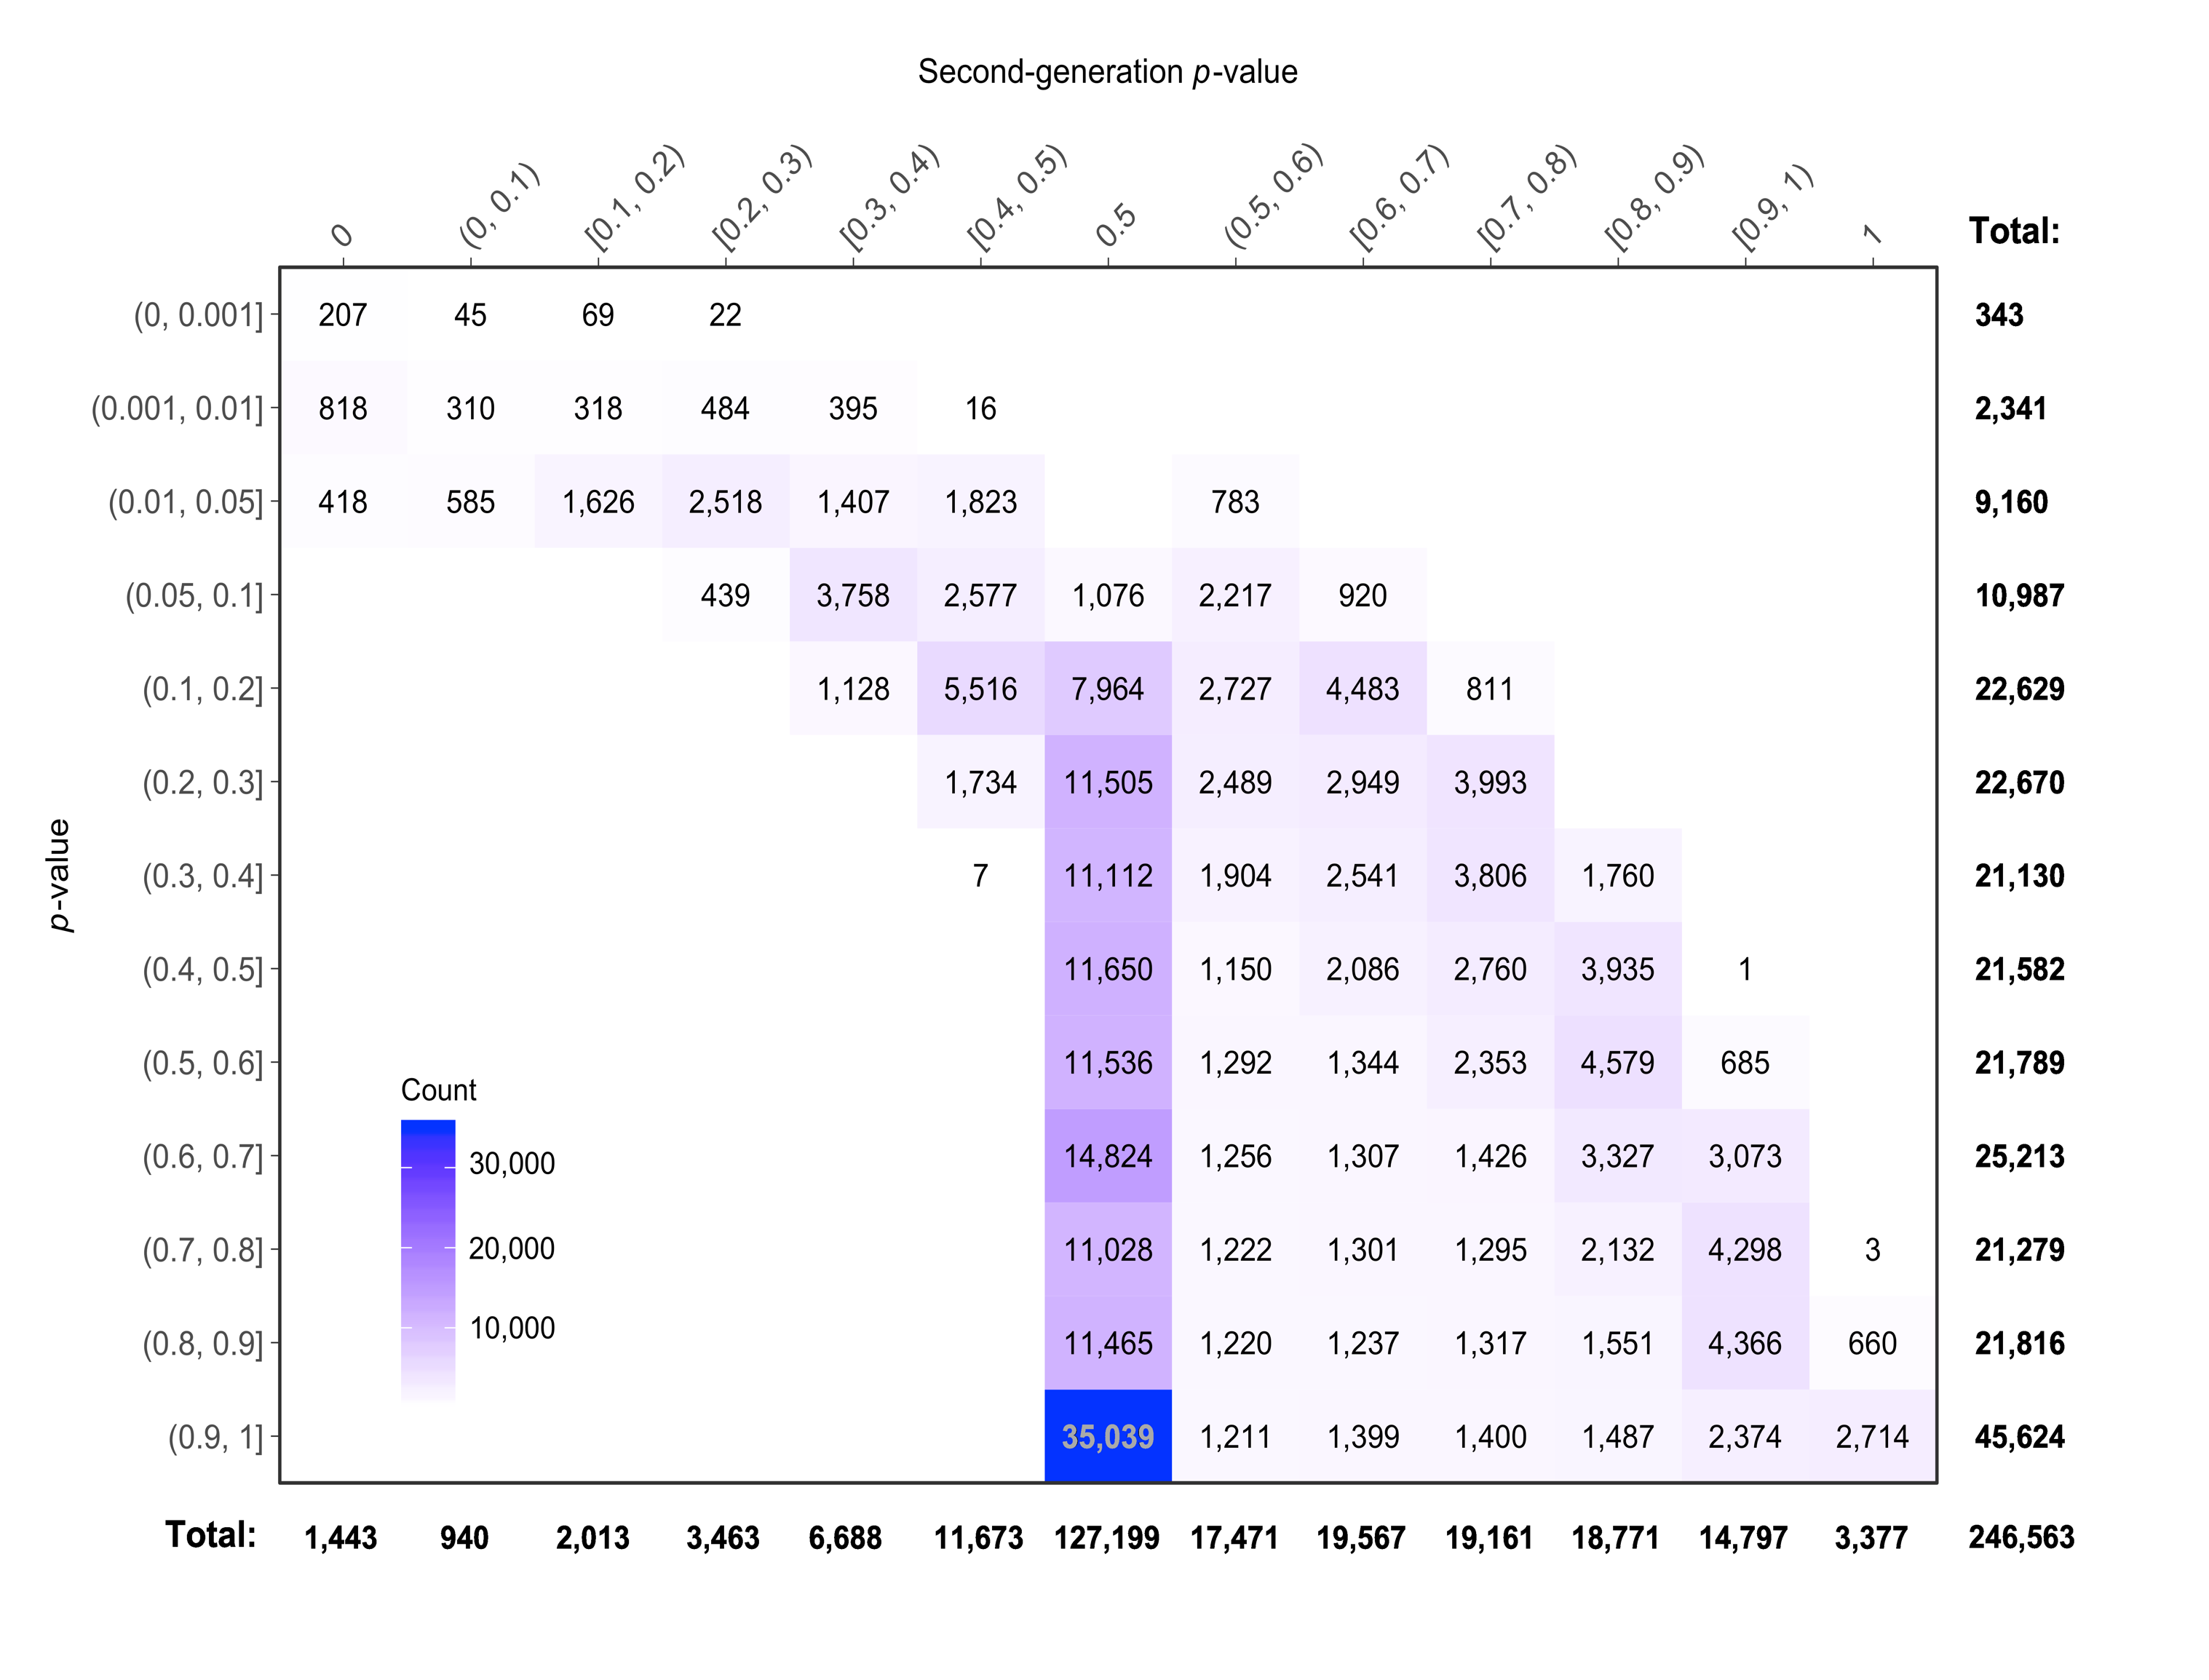 Second-generation p-value
0 (0, 0.1) [0.1, 0.2) [0.2, 0.3) [0.3, 0.4) [0.4, 0.5) 0.5 (0.5, 0.6) [0.6, 0.7) [0.7, 0.8) [0.8, 0.9) [0.9, 1) 1 Total:
(0, 0.001] 207 45 69 22 343
(0.001, 0.01] 818 310 318 484 395 16 2,341
(0.01, 0.05] 418 585 1,626 2,518 1,407 1,823 783 9,160
(0.05, 0.1] 439 3,758 2,577 1,076 2,217 920 10,987
(0.1, 0.2] 1,128 5,516 7,964 2,727 4,483 811 22,629
(0.2, 0.3] 1,734 11,505 2,489 2,949 3,993 22,670
p-value
(0.3, 0.4] 7 11,112 1,904 2,541 3,806 1,760 21,130
(0.4, 0.5] 11,650 1,150 2,086 2,760 3,935 1 21,582
(0.5, 0.6] 11,536 1,292 1,344 2,353 4,579 685 21,789
(0.6, 0.7] 14,824 1,256 1,307 1,426 3,327 3,073 25,213
(0.7, 0.8] 11,028 1,222 1,301 1,295 2,132 4,298 3 21,279
(0.8, 0.9] 11,465 1,220 1,237 1,317 1,551 4,366 660 21,816
(0.9, 1] 35,039 1,211 1,399 1,400 1,487 2,374 2,714 45,624
Count
30,000
20,000
10,000
Total: 1,443 940 2,013 3,463 6,688 11,673 127,199 17,471 19,567 19,161 18,771 14,797 3,377 246,563